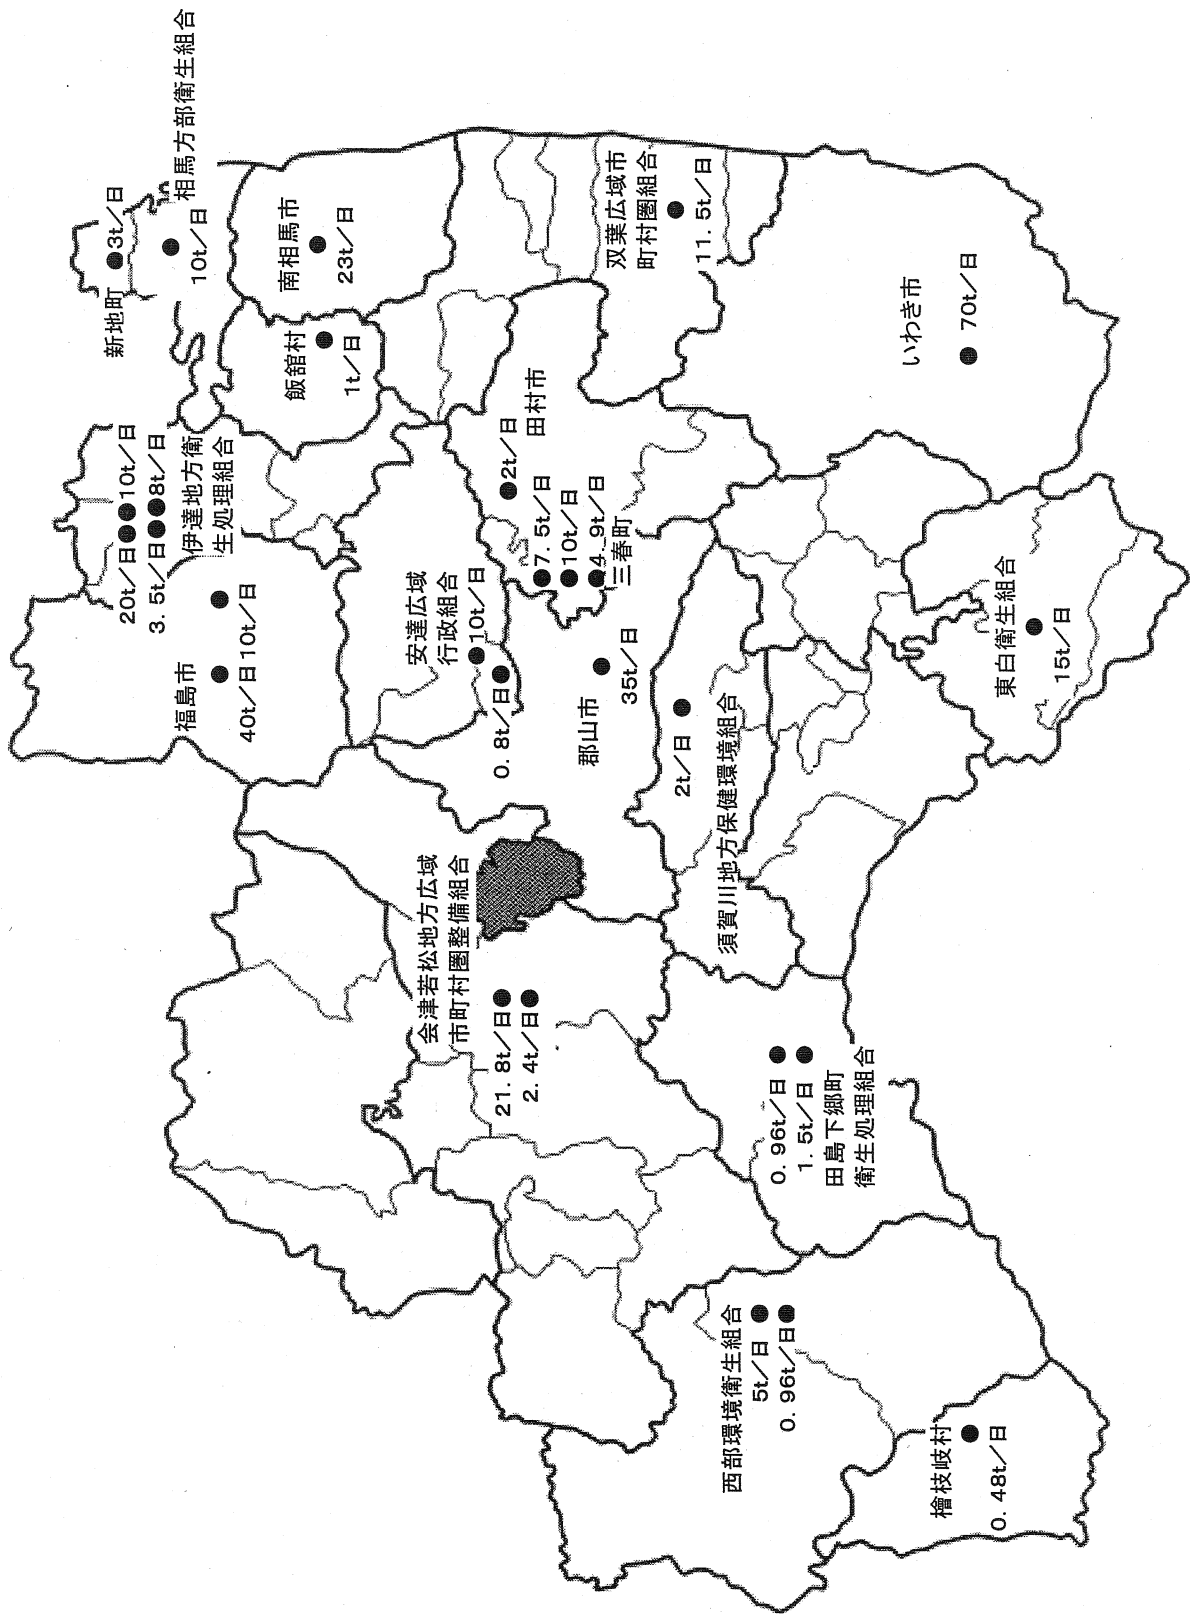 相馬方部衛生組合
10t/日
新地町
3t/日
南相馬市
23t/日
飯舘村
1t/日
双葉広域市
町村圏組合
11. 5t/日
いわき市
70t/日
20t/日
10t/日
3. 5t/日
8t/日
伊達地方衛
生処理組合
福島市
40t/日
10t/日
安達広域
行政組合
10t/日
0. 8t/日
田村市
2t/日
7. 5t/日
10t/日
4. 9t/日
三春町
郡山市
35t/日
2t/日
須賀川地方保健環境組合
東白衛生組合
15t/日
会津若松地方広域
市町村圏整備組合
21. 8t/日
2. 4t/日
0. 96t/日
1. 5t/日
田島下郷町
衛生処理組合
西部環境衛生組合
5t/日
0. 96t/日
檜枝岐村
0. 48t/日